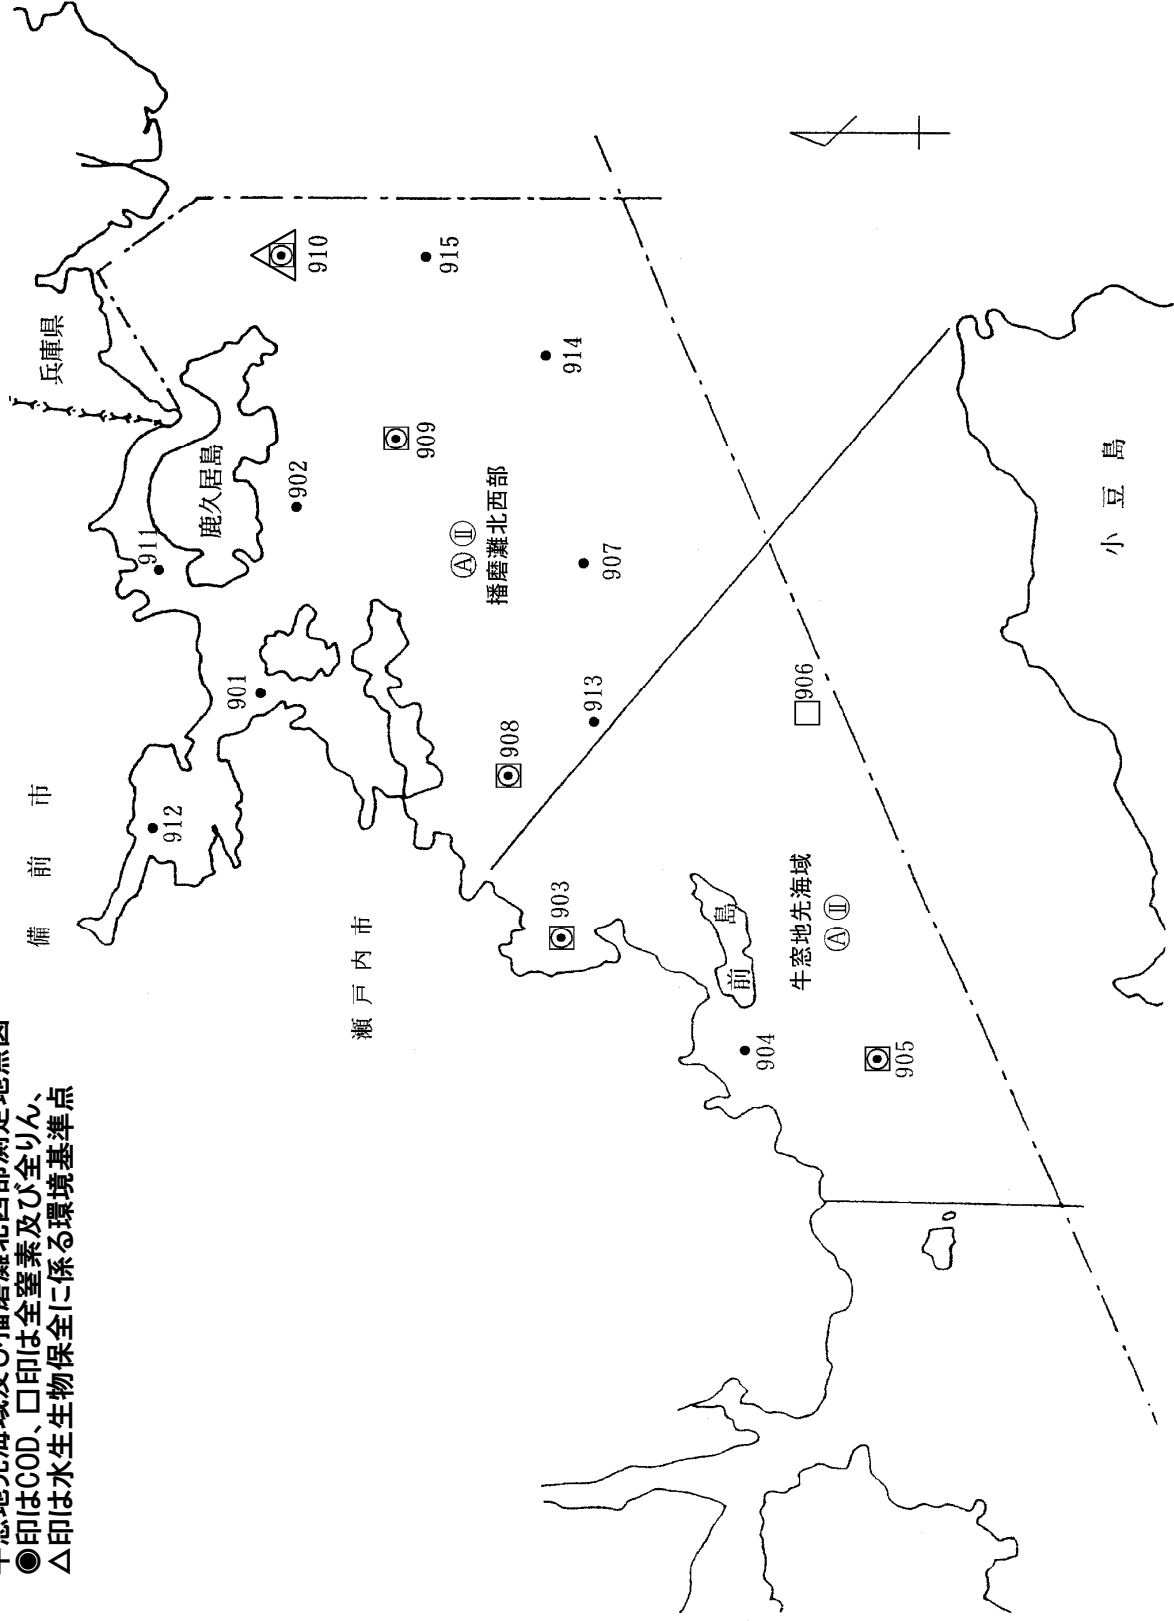 牛窓地先海域及び播磨灘北西部測定地点図
◉印はCOD、□印は全窒素及び全りん、
△印は水生生物保全に係る環境基準点
備前市
瀬戸内市
兵庫県
鹿久居島
911
912
901
902
910
915
914
909
Ⓐ Ⅱ
播磨灘北西部
907
913
908
903
906
前島
牛窓地先海域
Ⓐ Ⅱ
904
905
小豆島